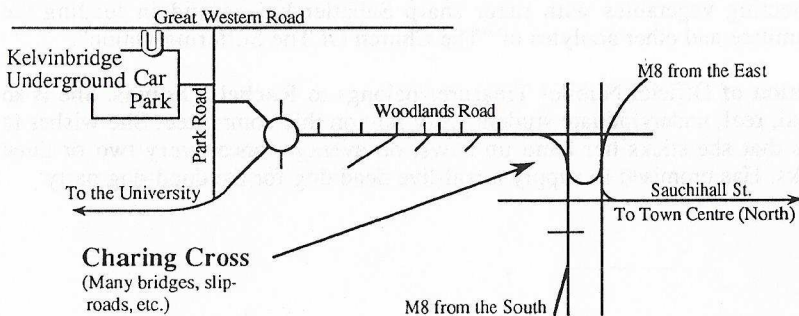 Great Western Road
Kelvinbridge
Underground
Car
Park
Park Road
Woodlands Road
M8 from the East
To the University
Sauchihall St.
To Town Centre (North)
Charing Cross
(Many bridges, slip-
roads, etc.)
M8 from the South